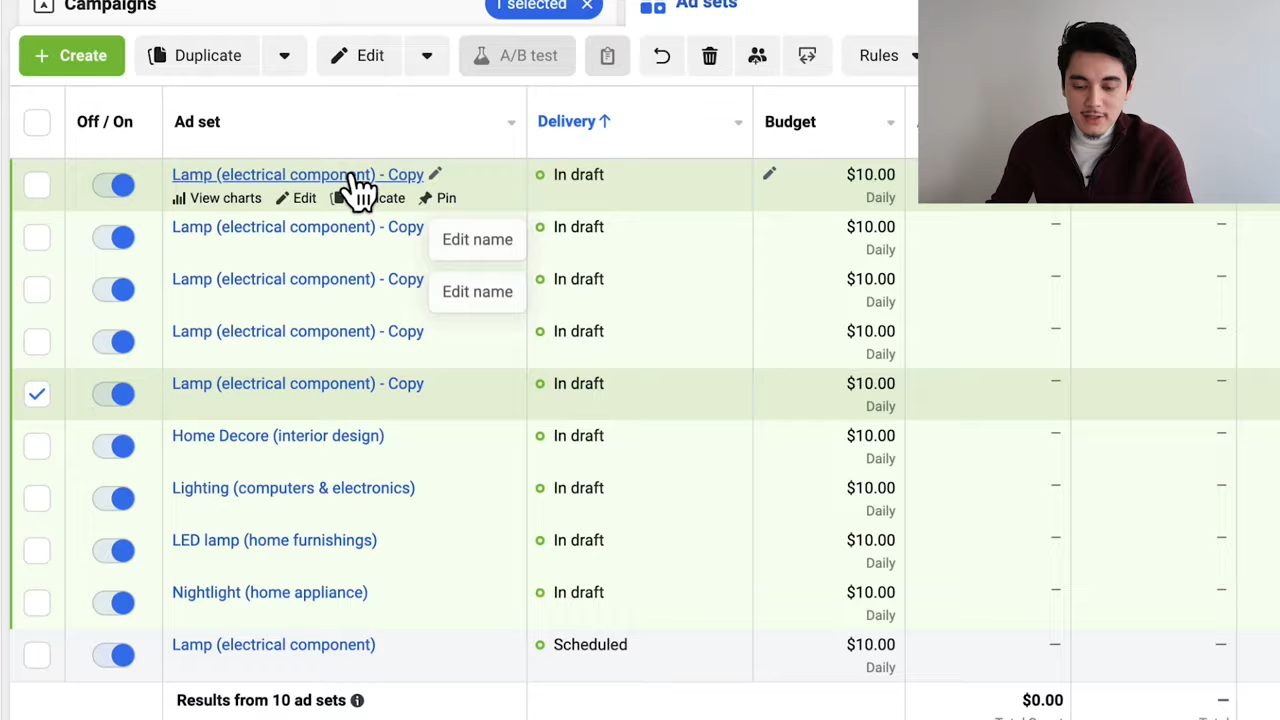 Campaigns
1 selected
Ad sets
+ Create
Duplicate
Edit
A/B test
Rules
Off / On
Ad set
Delivery ↑
Budget
Lamp (electrical component) - Copy
In draft
$10.00
View charts
Edit
Pin
Daily
Lamp (electrical component) - Copy
In draft
$10.00
Edit name
Daily
Lamp (electrical component) - Copy
In draft
$10.00
Edit name
Daily
Lamp (electrical component) - Copy
In draft
$10.00
Daily
Lamp (electrical component) - Copy
In draft
$10.00
Daily
Home Decore (interior design)
In draft
$10.00
Daily
Lighting (computers & electronics)
In draft
$10.00
Daily
LED lamp (home furnishings)
In draft
$10.00
Daily
Nightlight (home appliance)
In draft
$10.00
Daily
Lamp (electrical component)
Scheduled
$10.00
Daily
Results from 10 ad sets
$0.00